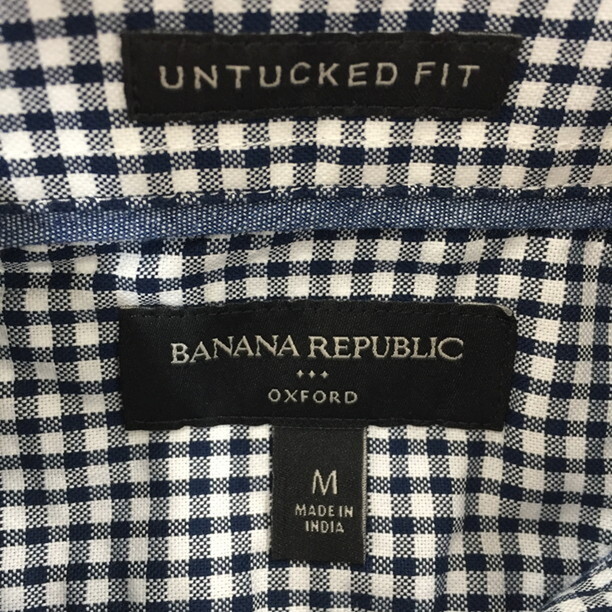 UNTUCKED FIT
BANANA REPUBLIC
OXFORD
M
MADE IN
INDIA